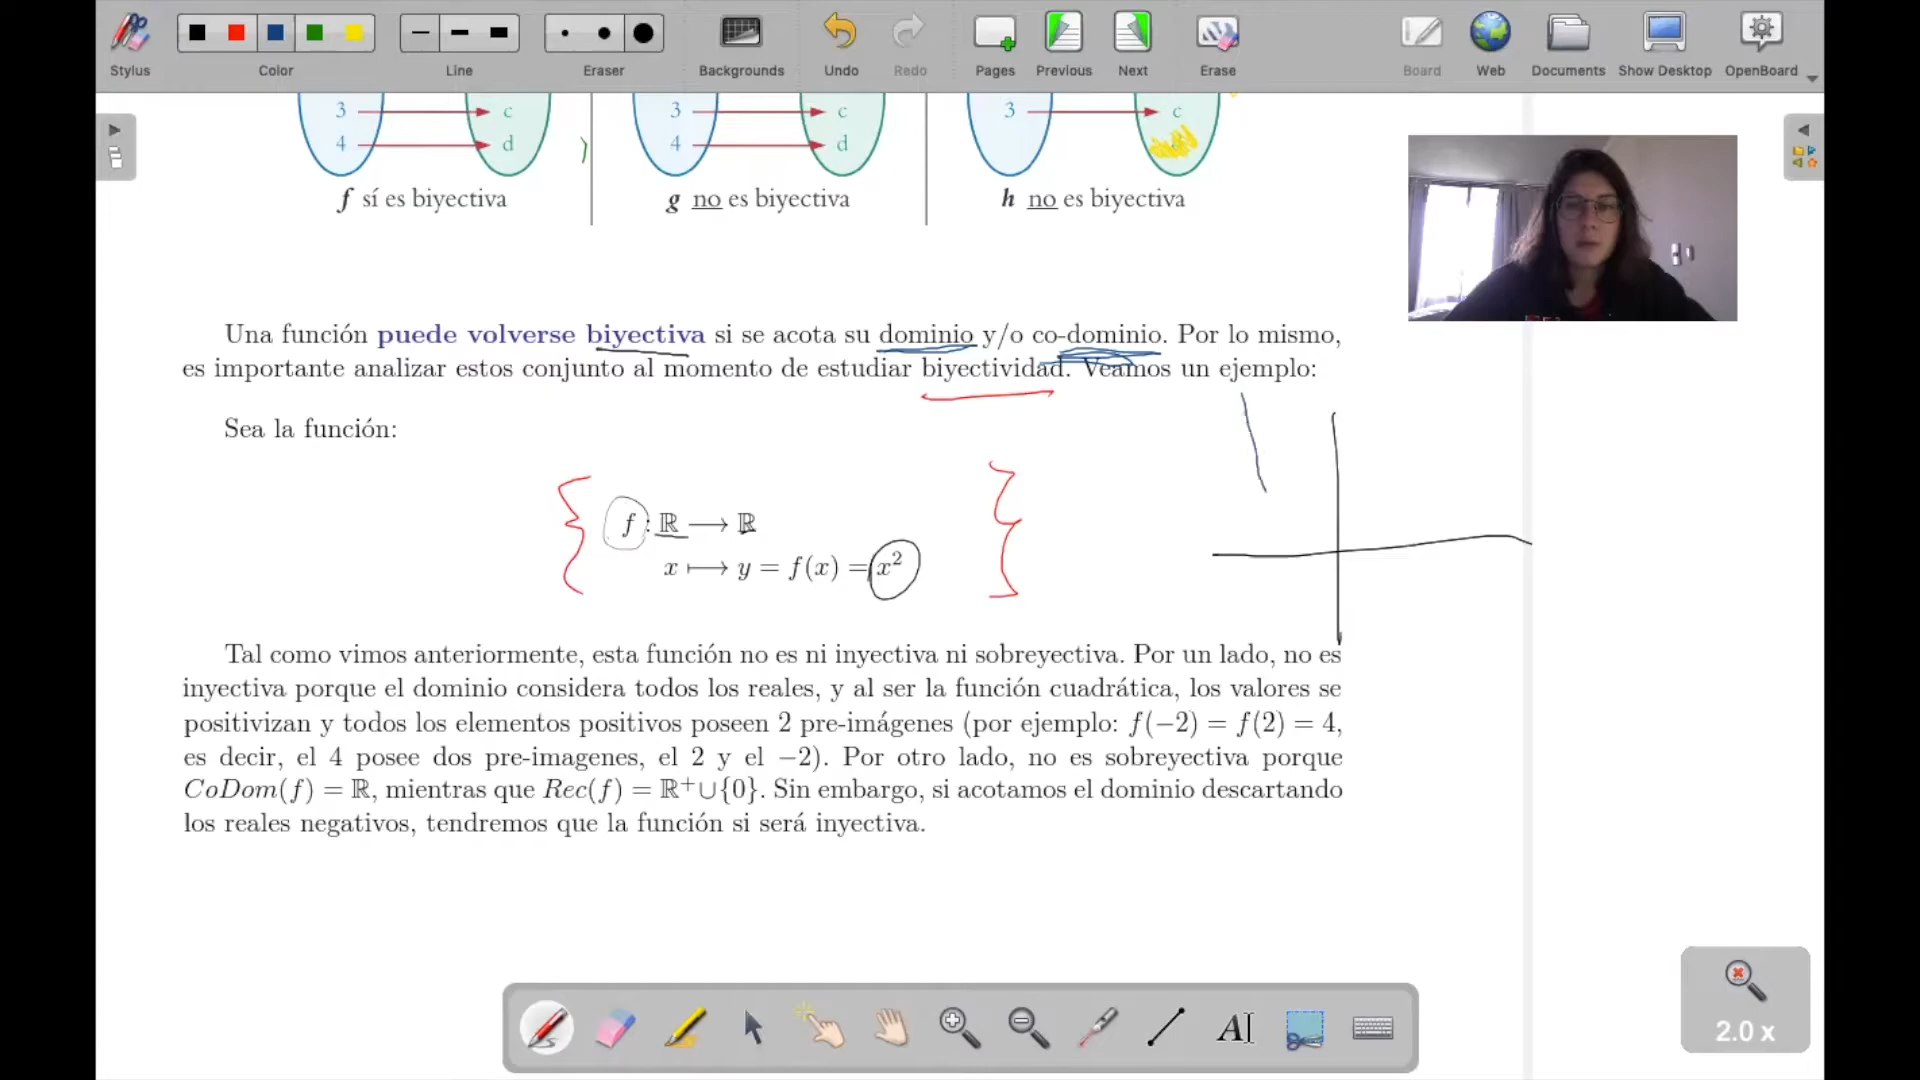 Stylus Color Line Eraser Backgrounds Undo Redo Pages Previous Next Erase Board Web Documents Show Desktop OpenBoard
3 c 3 c 3 c
4 d 4 d
f sí es biyectiva g no es biyectiva h no es biyectiva
Una función puede volverse biyectiva si se acota su dominio y/o co-dominio. Por lo mismo,
es importante analizar estos conjunto al momento de estudiar biyectividad. Veamos un ejemplo:
Sea la función:
f : ℝ ⟶ ℝ
x ⟼ y = f(x) = x²
Tal como vimos anteriormente, esta función no es ni inyectiva ni sobreyectiva. Por un lado, no es
inyectiva porque el dominio considera todos los reales, y al ser la función cuadrática, los valores se
positivizan y todos los elementos positivos poseen 2 pre-imágenes (por ejemplo: f(−2) = f(2) = 4,
es decir, el 4 posee dos pre-imagenes, el 2 y el −2). Por otro lado, no es sobreyectiva porque
CoDom(f) = ℝ, mientras que Rec(f) = ℝ⁺∪{0}. Sin embargo, si acotamos el dominio descartando
los reales negativos, tendremos que la función si será inyectiva.
2.0 x